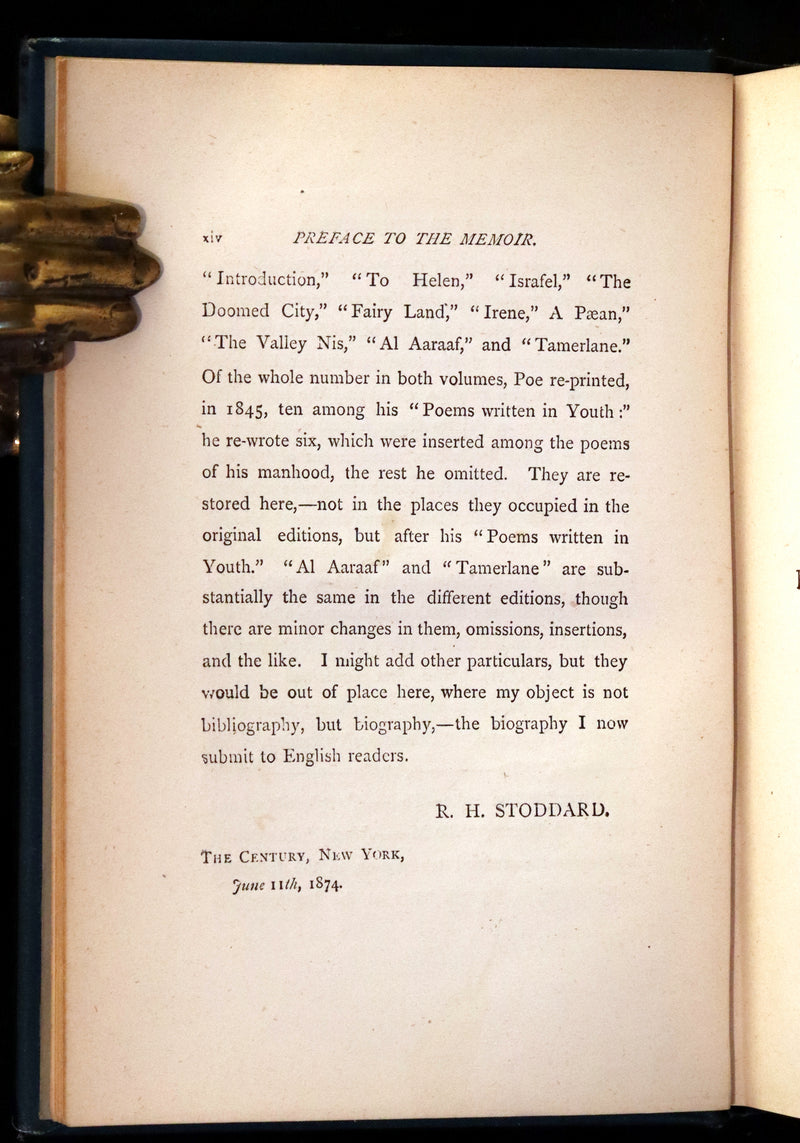 xiv PREFACE TO THE MEMOIR.
“Introduction,” “To Helen,” “Israfel,” “The
Doomed City,” “Fairy Land,” “Irene,” A Pæan,”
“The Valley Nis,” “Al Aaraaf,” and “Tamerlane.”
Of the whole number in both volumes, Poe re-printed,
in 1845, ten among his “Poems written in Youth:”
he re-wrote six, which were inserted among the poems
of his manhood, the rest he omitted. They are re-
stored here,—not in the places they occupied in the
original editions, but after his “Poems written in
Youth.” “Al Aaraaf” and “Tamerlane” are sub-
stantially the same in the different editions, though
there are minor changes in them, omissions, insertions,
and the like. I might add other particulars, but they
would be out of place here, where my object is not
bibliography, but biography,—the biography I now
submit to English readers.
R. H. STODDARD.
THE CENTURY, NEW YORK,
June 11th, 1874.